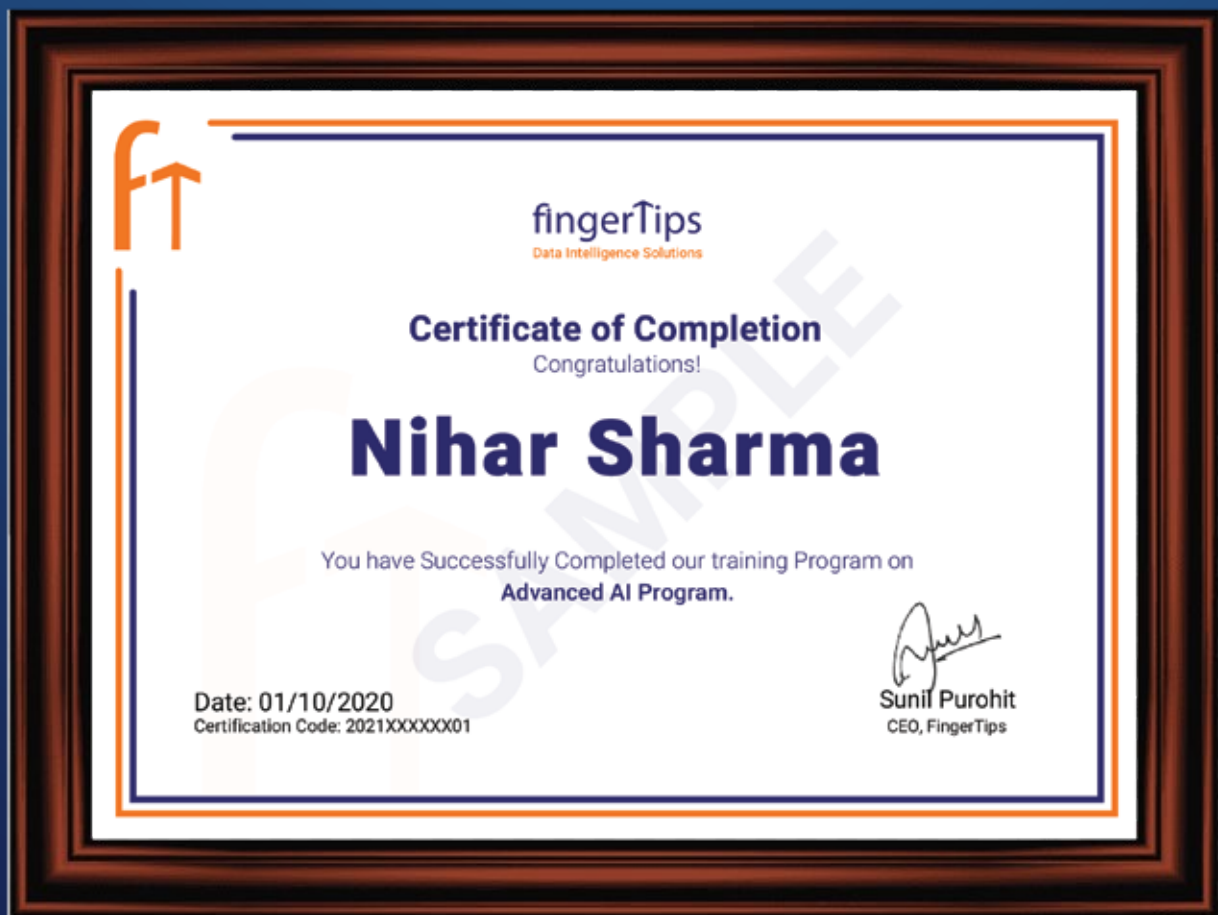 fT
fingerTips
Data Intelligence Solutions
Certificate of Completion
Congratulations!
Nihar Sharma
You have Successfully Completed our training Program on
Advanced AI Program.
SAMPLE
Date: 01/10/2020
Certification Code: 2021XXXXXX01
Sunil Purohit
CEO, FingerTips